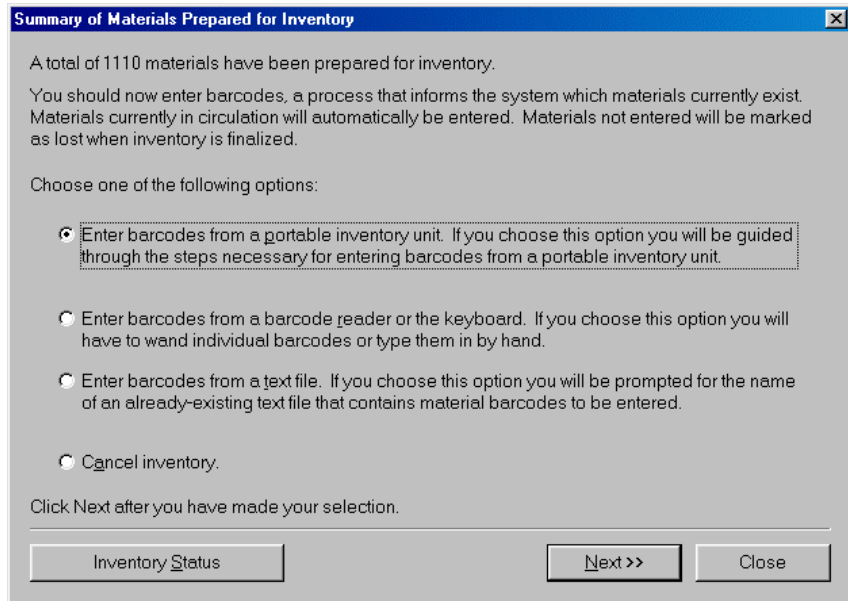 Summary of Materials Prepared for Inventory
A total of 1110 materials have been prepared for inventory.
You should now enter barcodes, a process that informs the system which materials currently exist.
Materials currently in circulation will automatically be entered.  Materials not entered will be marked
as lost when inventory is finalized.
Choose one of the following options:
Enter barcodes from a portable inventory unit.  If you choose this option you will be guided
through the steps necessary for entering barcodes from a portable inventory unit.
Enter barcodes from a barcode reader or the keyboard.  If you choose this option you will
have to wand individual barcodes or type them in by hand.
Enter barcodes from a text file.  If you choose this option you will be prompted for the name
of an already-existing text file that contains material barcodes to be entered.
Cancel inventory.
Click Next after you have made your selection.
Inventory Status
Next >>
Close